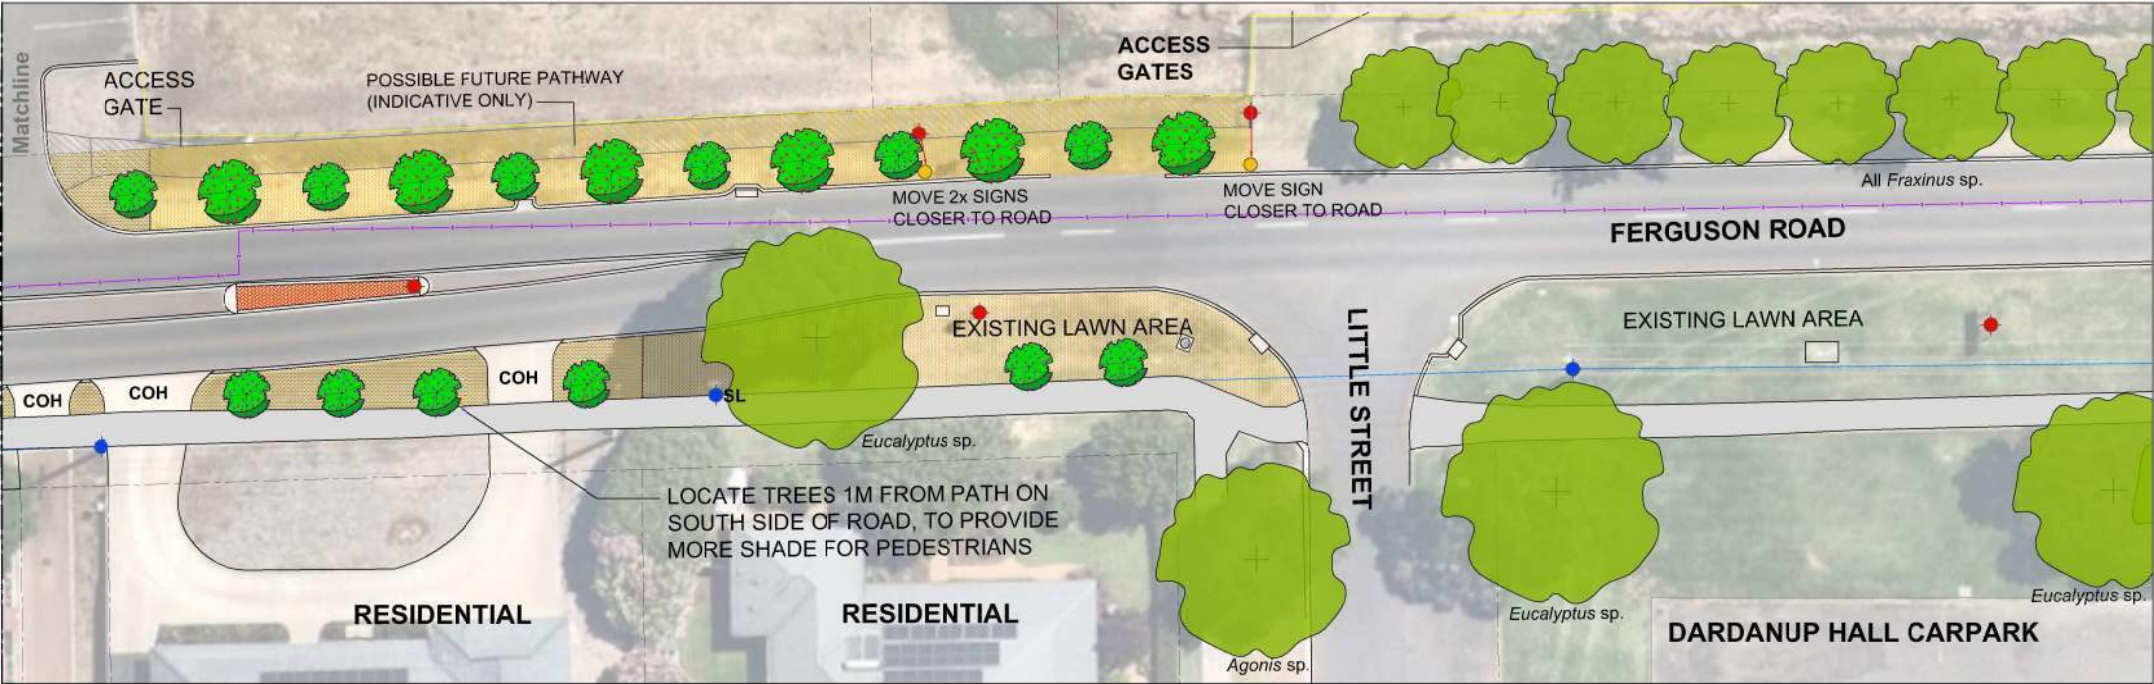 Matchline
ACCESS
GATE
POSSIBLE FUTURE PATHWAY
(INDICATIVE ONLY)
ACCESS
GATES
MOVE 2x SIGNS
CLOSER TO ROAD
MOVE SIGN
CLOSER TO ROAD
All Fraxinus sp.
FERGUSON ROAD
EXISTING LAWN AREA
EXISTING LAWN AREA
LITTLE STREET
COH
COH
COH
SL
Eucalyptus sp.
LOCATE TREES 1M FROM PATH ON
SOUTH SIDE OF ROAD, TO PROVIDE
MORE SHADE FOR PEDESTRIANS
RESIDENTIAL
RESIDENTIAL
Agonis sp.
Eucalyptus sp.
Eucalyptus sp.
DARDANUP HALL CARPARK